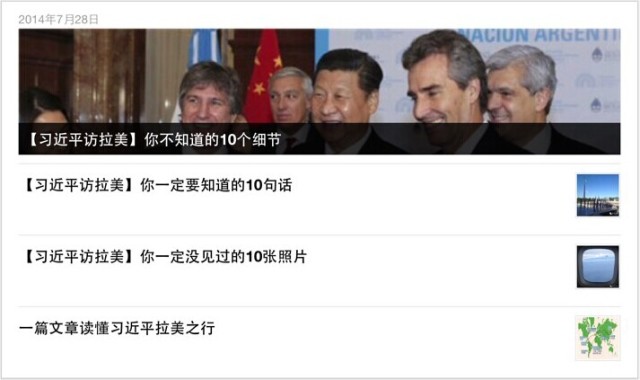 2014年7月28日
NACION ARGENTIN
【习近平访拉美】你不知道的10个细节
【习近平访拉美】你一定要知道的10句话
【习近平访拉美】你一定没见过的10张照片
一篇文章读懂习近平拉美之行